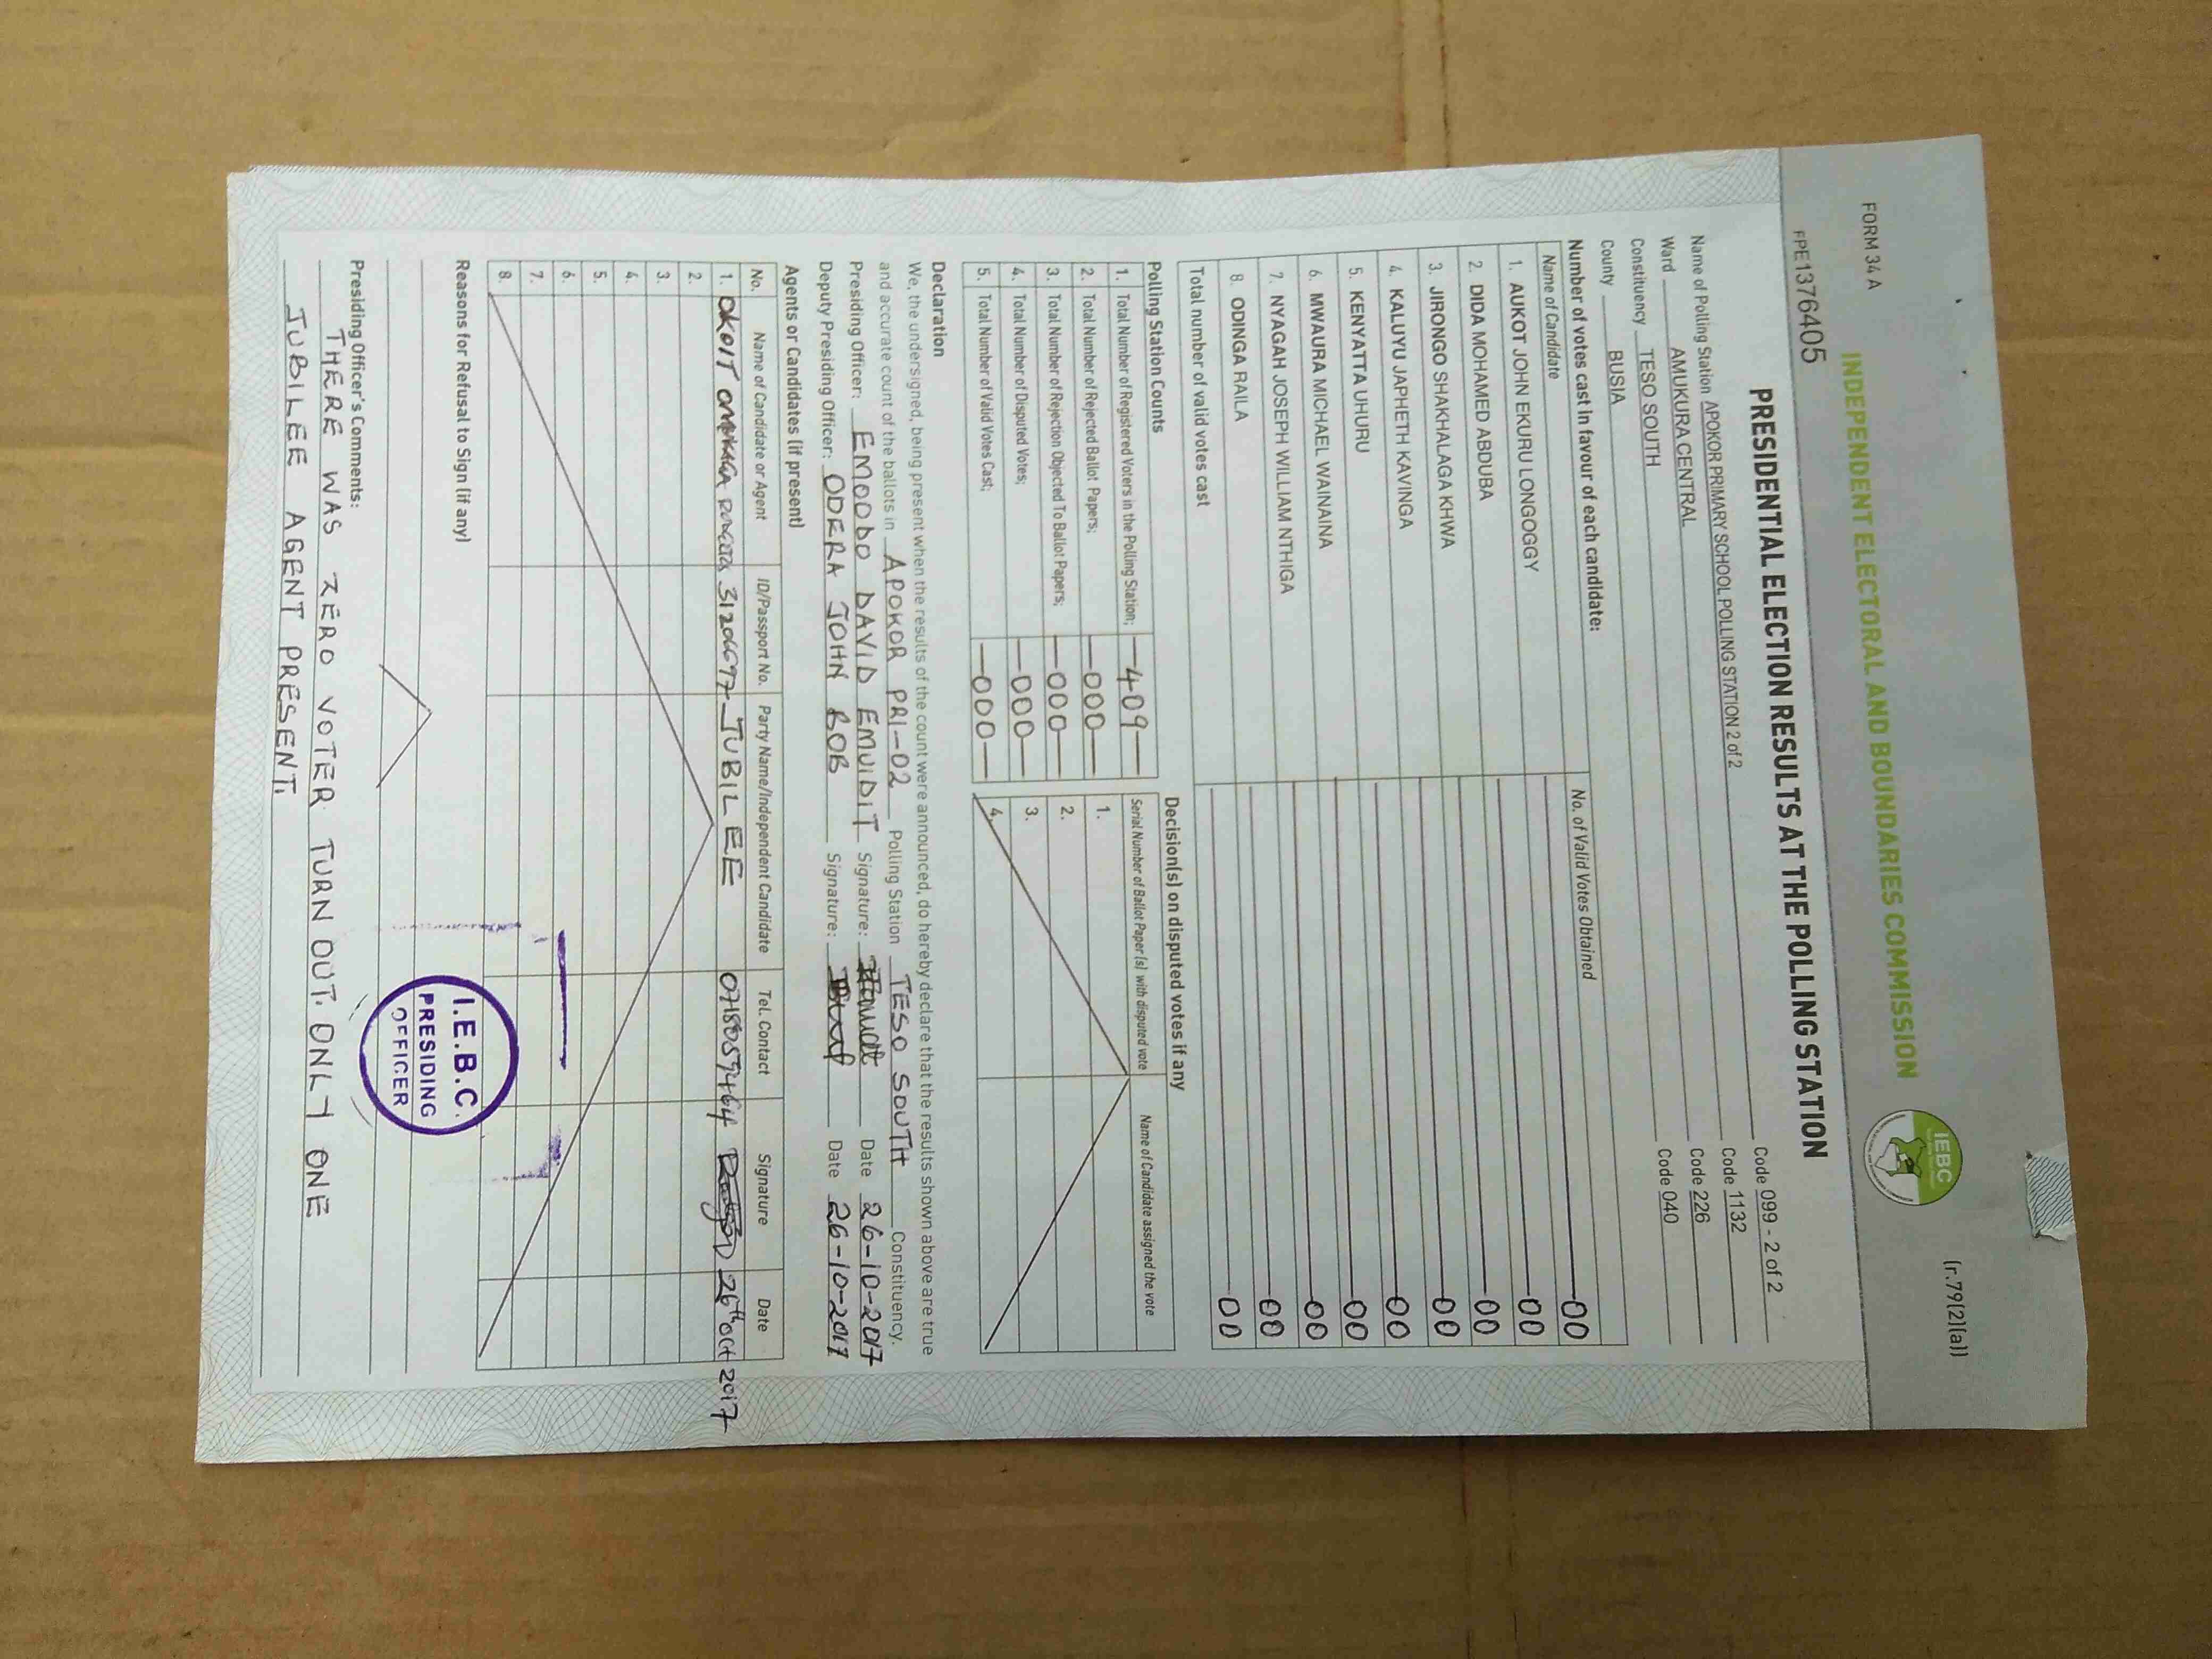 FORM 34 A
(r.79(2)(a))
INDEPENDENT ELECTORAL AND BOUNDARIES COMMISSION
IEBC
FPE1376405
PRESIDENTIAL ELECTION RESULTS AT THE POLLING STATION
Name of Polling Station APOKOR PRIMARY SCHOOL POLLING STATION 2 of 2 Code 099 - 2 of 2
Ward AMUKURA CENTRAL Code 1132
Constituency TESO SOUTH Code 226
County BUSIA Code 040
Number of votes cast in favour of each candidate:
Name of Candidate No. of Valid Votes Obtained
1. AUKOT JOHN EKURU LONGOGGY 00
2. DIDA MOHAMED ABDUBA 00
3. JIRONGO SHAKHALAGA KHWA 00
4. KALUYU JAPHETH KAVINGA 00
5. KENYATTA UHURU 00
6. MWAURA MICHAEL WAINAINA 00
7. NYAGAH JOSEPH WILLIAM NTHIGA 00
8. ODINGA RAILA 00
Total number of valid votes cast 00
Polling Station Counts
1. Total Number of Registered Voters in the Polling Station; —409—
2. Total Number of Rejected Ballot Papers; —000—
3. Total Number of Rejection Objected To Ballot Papers; —000—
4. Total Number of Disputed Votes; —000—
5. Total Number of Valid Votes Cast; —000—
Decision(s) on disputed votes if any
Serial Number of Ballot Paper (s) with disputed vote Name of Candidate assigned the vote
1.
2.
3.
4.
Declaration
We, the undersigned, being present when the results of the count were announced, do hereby declare that the results shown above are true
and accurate count of the ballots in APOKOR PRI-02 Polling Station TESO SOUTH Constituency.
Presiding Officer: EMODO DAVID EMUDIT Signature: Date 26-10-2017
Deputy Presiding Officer: ODERA JOHN BOB Signature: Date 26-10-2017
Agents or Candidates (if present)
No. Name of Candidate or Agent ID/Passport No. Party Name/Independent Candidate Tel. Contact Signature Date
1. OKOIT 31206697 JUBILEE 26th Oct 2017
2.
3.
4.
5.
6.
7.
8.
Reasons for Refusal to Sign (if any)
I.E.B.C.
PRESIDING
OFFICER
Presiding Officer's Comments:
THERE WAS ZERO VOTER TURN OUT. ONLY ONE
JUBILEE AGENT PRESENT.